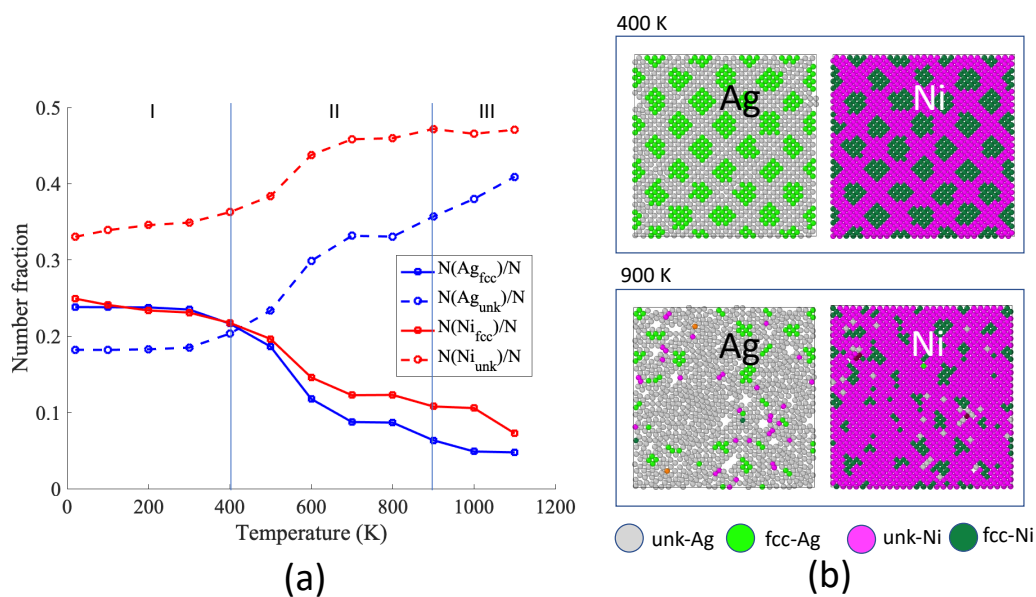 I II III
0.5
0.4
0.3
0.2
0.1
0
0 200 400 600 800 1000 1200
Number fraction
Temperature (K)
N(Ag_fcc)/N
N(Ag_unk)/N
N(Ni_fcc)/N
N(Ni_unk)/N
(a)
400 K
Ag Ni
900 K
Ag Ni
unk-Ag fcc-Ag unk-Ni fcc-Ni
(b)